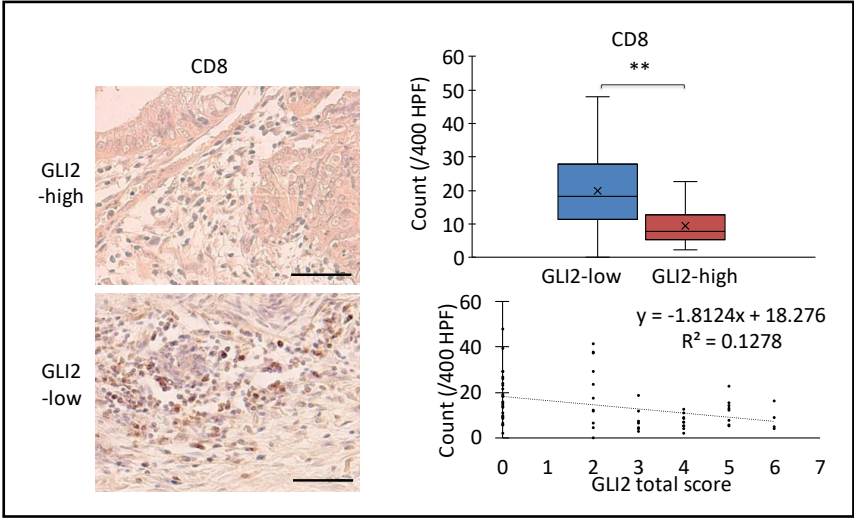 CD8
GLI2
-high
GLI2
-low
CD8
**
Count (/400 HPF)
60
50
40
30
20
10
0
GLI2-low GLI2-high
y = -1.8124x + 18.276
R² = 0.1278
Count (/400 HPF)
60
40
20
0
0 1 2 3 4 5 6 7
GLI2 total score